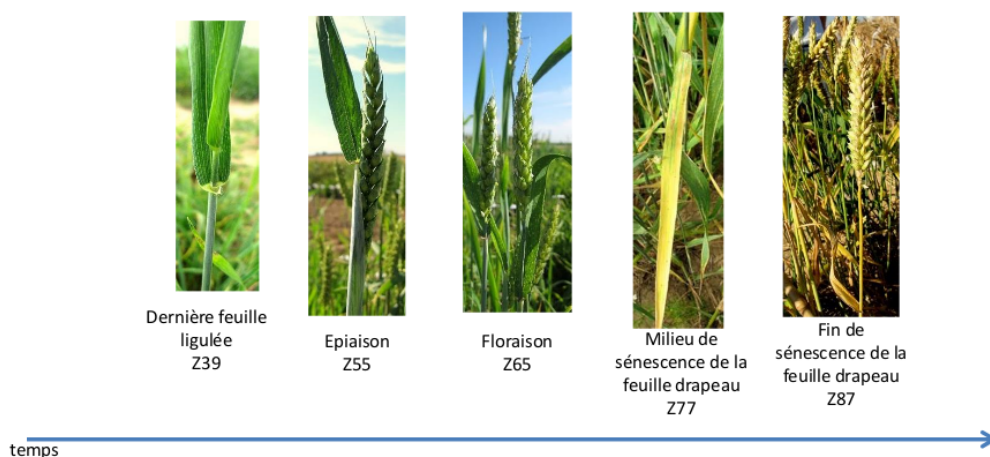 Dernière feuille
ligulée
Z39
Epiaison
Z55
Floraison
Z65
Milieu de
sénescence de la
feuille drapeau
Z77
Fin de
sénescence de la
feuille drapeau
Z87
temps